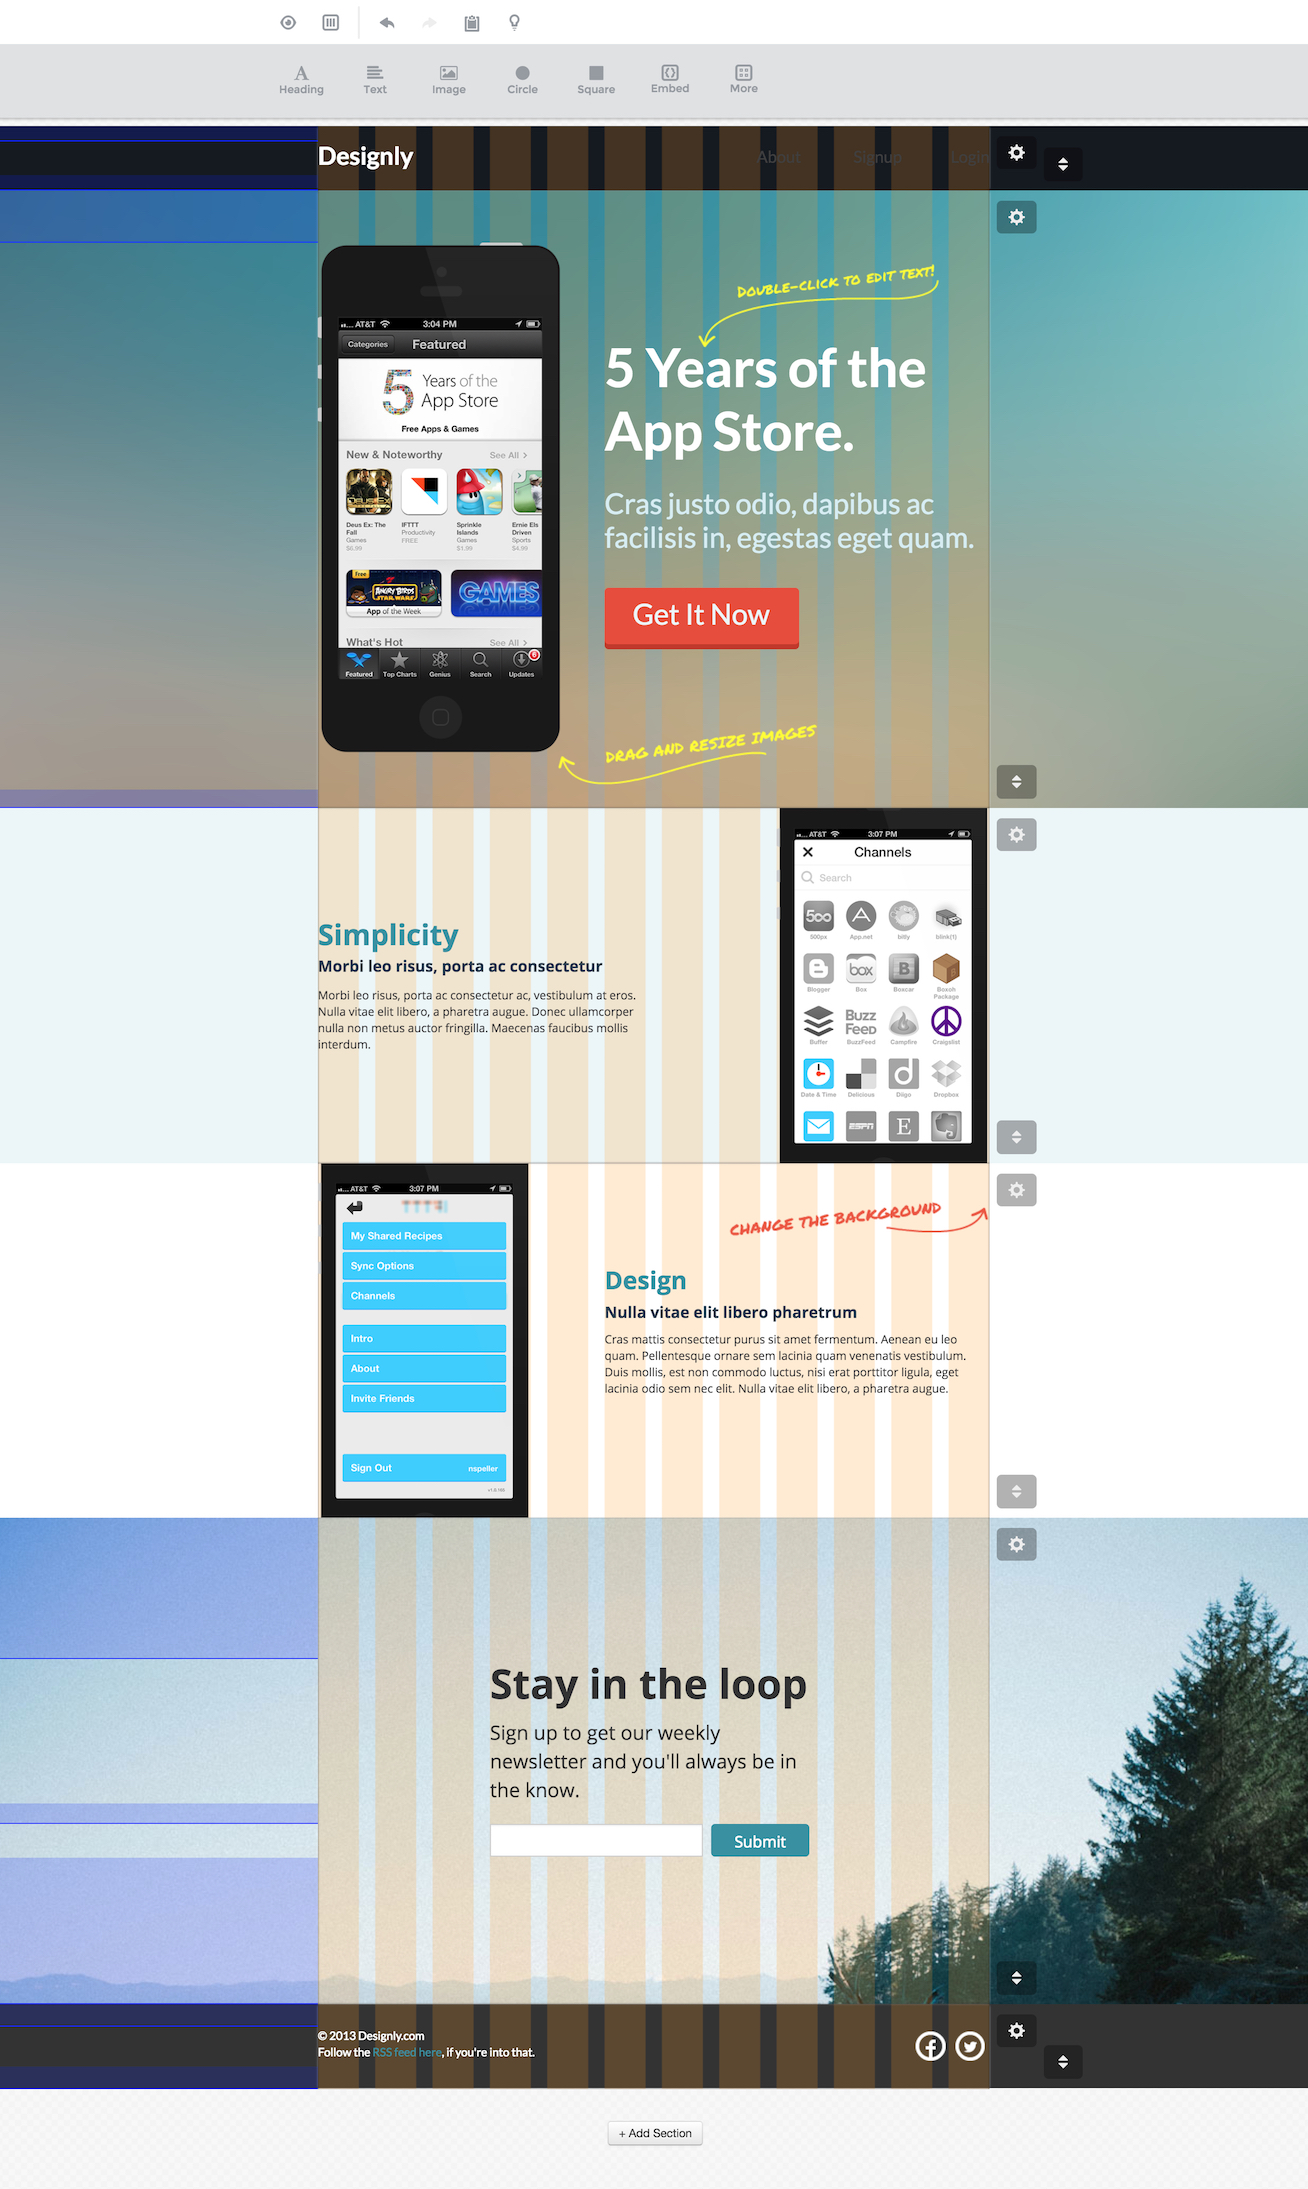 Heading Text Image Circle Square Embed More
Designly
About Signup Login
DOUBLE-CLICK TO EDIT TEXT!
AT&T 3:04 PM
Categories Featured
5 Years of the
App Store
Free Apps & Games
New & Noteworthy See All >
Deus Ex: The Fall
Games
$6.99
IFTTT
Productivity
FREE
Sprinkle Islands
Games
$1.99
Ernie Els Driven
Sports
$4.99
Free
ANGRY BIRDS STAR WARS
App of the Week
GAMES
What's Hot See All >
Featured Top Charts Genius Search Updates
6
5 Years of the
App Store.
Cras justo odio, dapibus ac
facilisis in, egestas eget quam.
Get It Now
DRAG AND RESIZE IMAGES
Simplicity
Morbi leo risus, porta ac consectetur
Morbi leo risus, porta ac consectetur ac, vestibulum at eros.
Nulla vitae elit libero, a pharetra augue. Donec ullamcorper
nulla non metus auctor fringilla. Maecenas faucibus mollis
interdum.
AT&T 3:07 PM
Channels
Search
500px App.net bitly blink(1)
box B
Blogger Box Boxcar Boxoh Package
Buzz Feed
Buffer BuzzFeed Campfire Craigslist
Date & Time Delicious Diigo Dropbox
ESPN E
AT&T 3:07 PM
My Shared Recipes
Sync Options
Channels
Intro
About
Invite Friends
Sign Out nspeller
CHANGE THE BACKGROUND
Design
Nulla vitae elit libero pharetrum
Cras mattis consectetur purus sit amet fermentum. Aenean eu leo
quam. Pellentesque ornare sem lacinia quam venenatis vestibulum.
Duis mollis, est non commodo luctus, nisi erat porttitor ligula, eget
lacinia odio sem nec elit. Nulla vitae elit libero, a pharetra augue.
Stay in the loop
Sign up to get our weekly
newsletter and you'll always be in
the know.
Submit
© 2013 Designly.com
Follow the RSS feed here, if you're into that.
+ Add Section